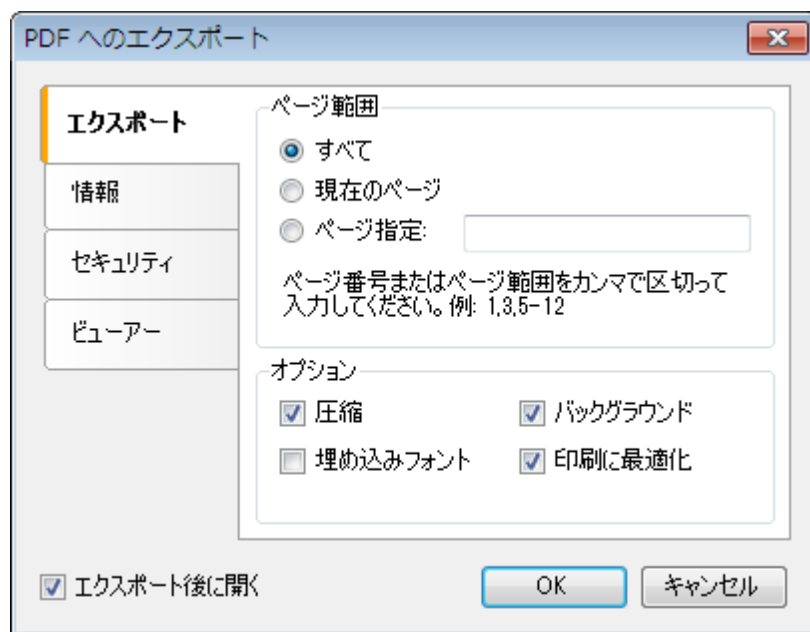 PDF へのエクスポート
エクスポート
情報
セキュリティ
ビューアー
ページ範囲
すべて
現在のページ
ページ指定:
ページ番号またはページ範囲をカンマで区切って
入力してください。例: 1,3,5-12
オプション
圧縮
バックグラウンド
埋め込みフォント
印刷に最適化
エクスポート後に開く
OK
キャンセル